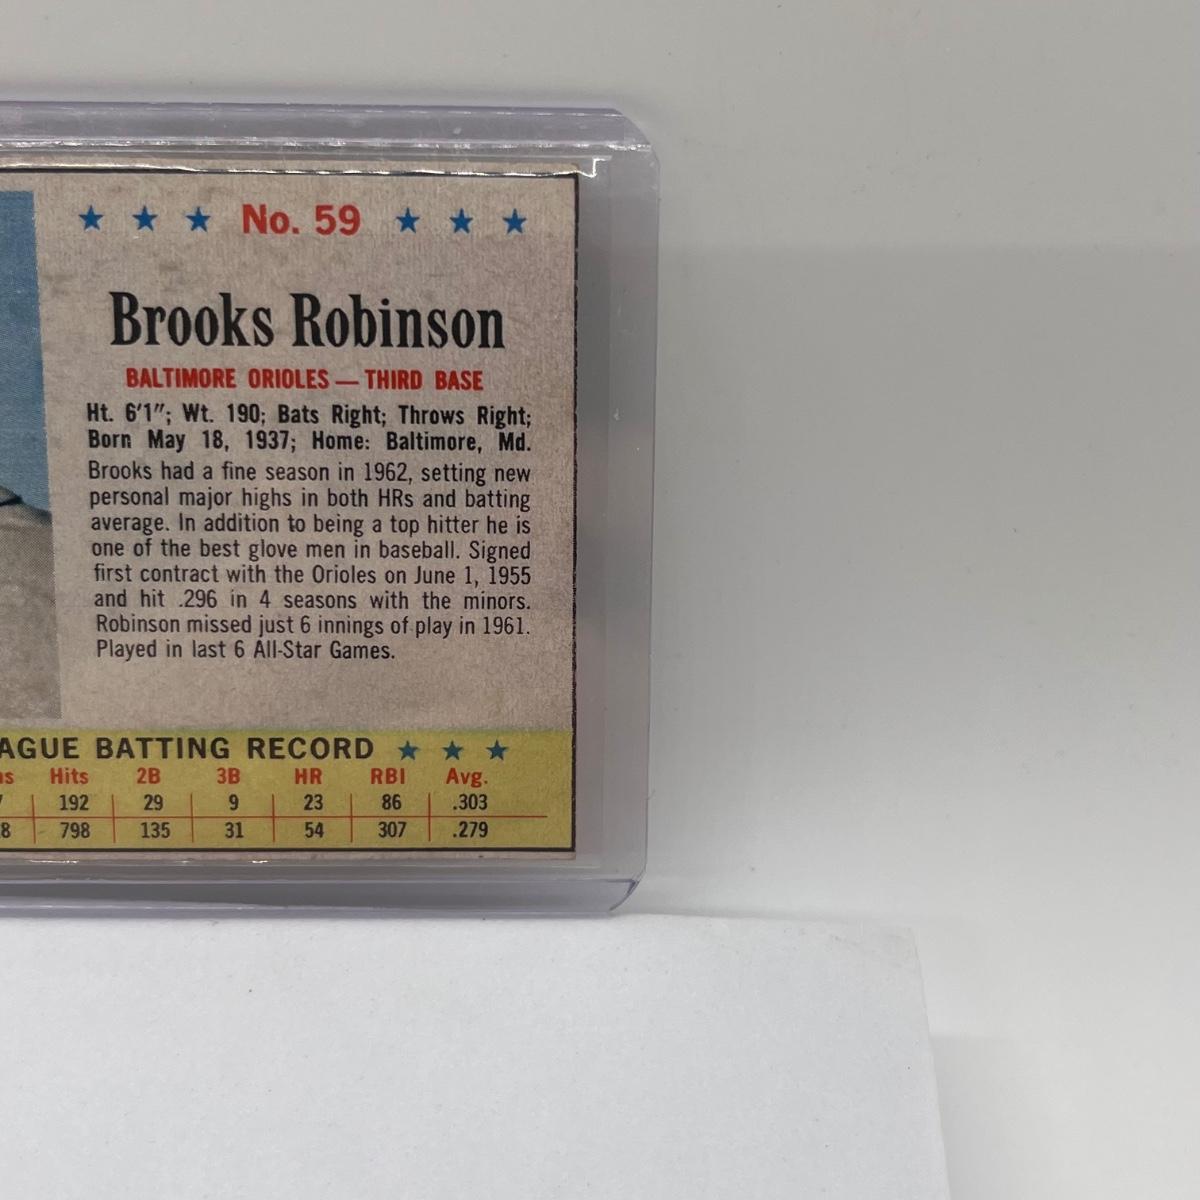 No. 59
Brooks Robinson
BALTIMORE ORIOLES — THIRD BASE
Ht. 6'1"; Wt. 190; Bats Right; Throws Right;
Born May 18, 1937; Home: Baltimore, Md.
Brooks had a fine season in 1962, setting new
personal major highs in both HRs and batting
average. In addition to being a top hitter he is
one of the best glove men in baseball. Signed
first contract with the Orioles on June 1, 1955
and hit .296 in 4 seasons with the minors.
Robinson missed just 6 innings of play in 1961.
Played in last 6 All-Star Games.
AGUE BATTING RECORD
Hits 2B 3B HR RBI Avg.
192 29 9 23 86 .303
8 798 135 31 54 307 .279